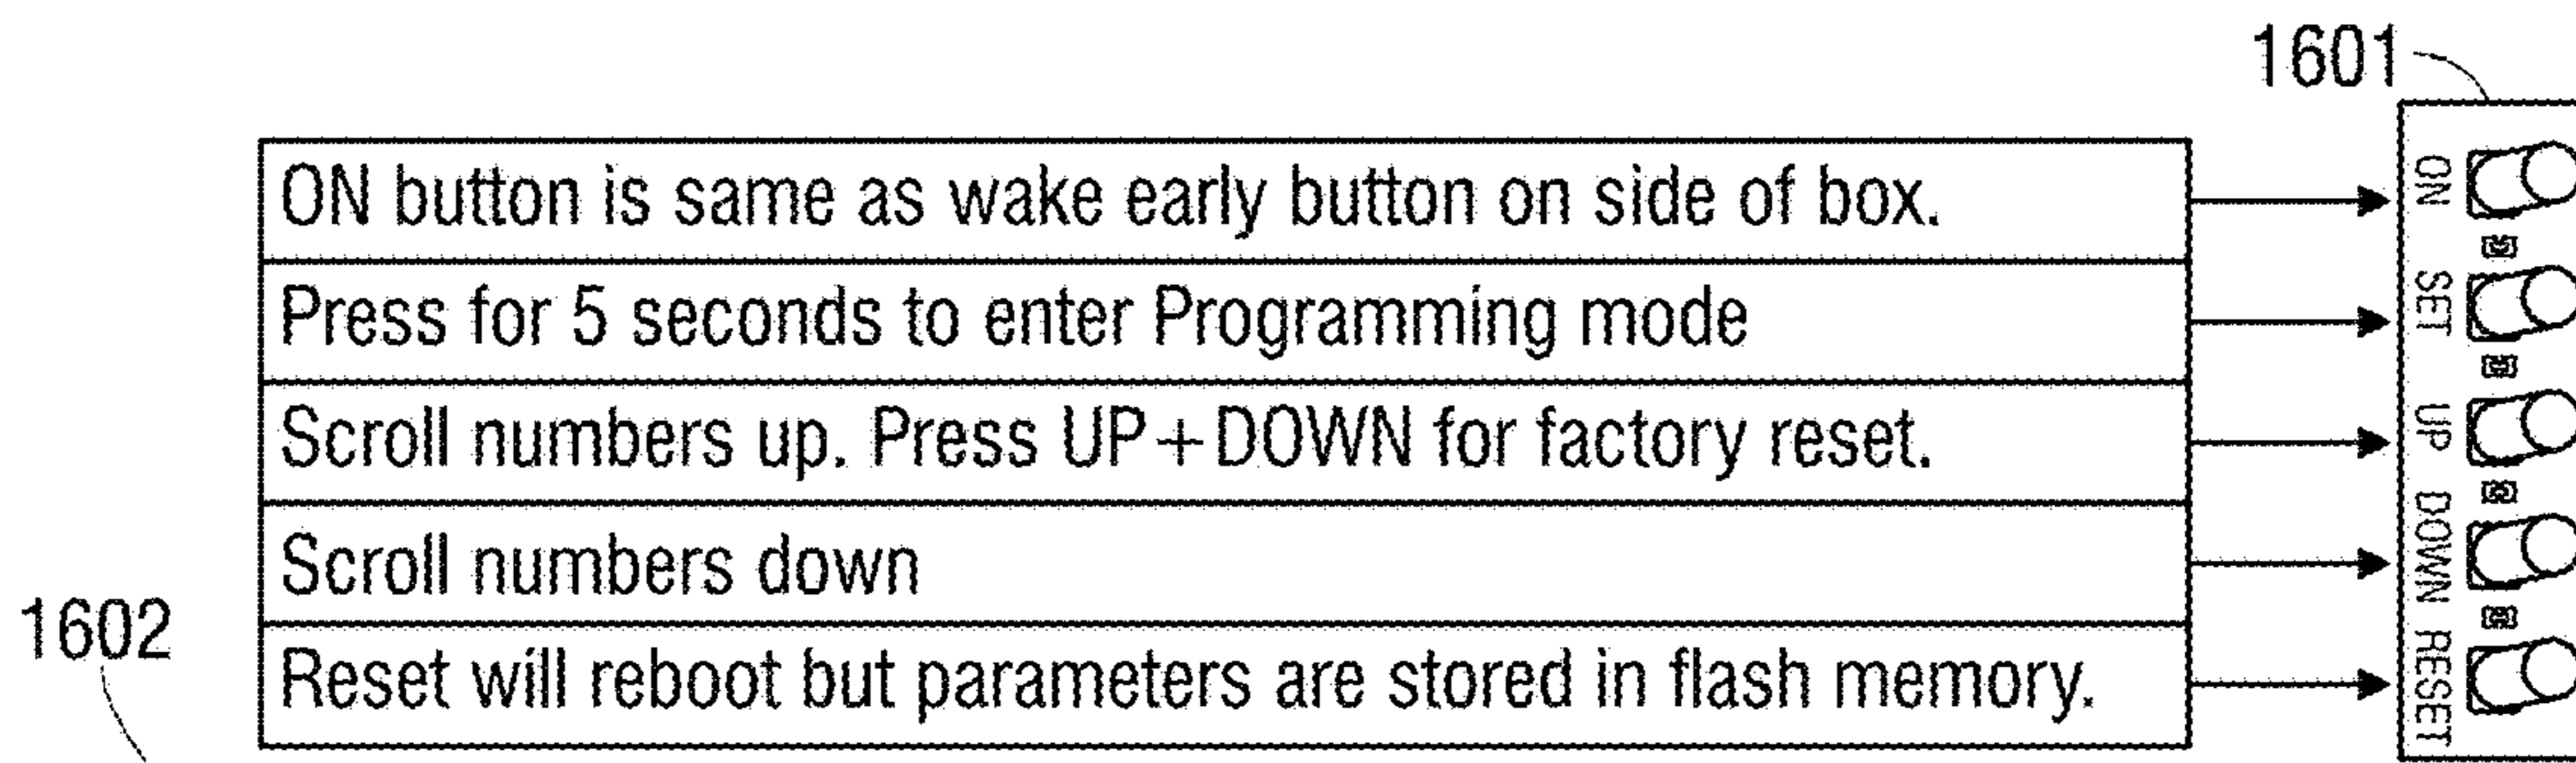 1601
ON button is same as wake early button on side of box.
ON
Press for 5 seconds to enter Programming mode
SET
Scroll numbers up. Press UP+DOWN for factory reset.
UP
Scroll numbers down
DOWN
1602
Reset will reboot but parameters are stored in flash memory.
RESET